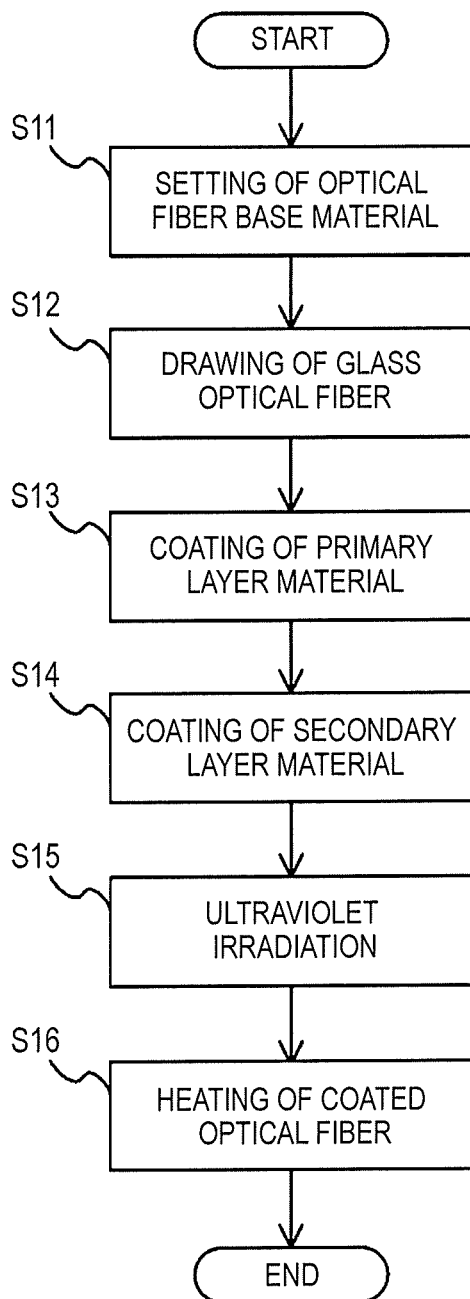 START
S11
SETTING OF OPTICAL
FIBER BASE MATERIAL
S12
DRAWING OF GLASS
OPTICAL FIBER
S13
COATING OF PRIMARY
LAYER MATERIAL
S14
COATING OF SECONDARY
LAYER MATERIAL
S15
ULTRAVIOLET
IRRADIATION
S16
HEATING OF COATED
OPTICAL FIBER
END